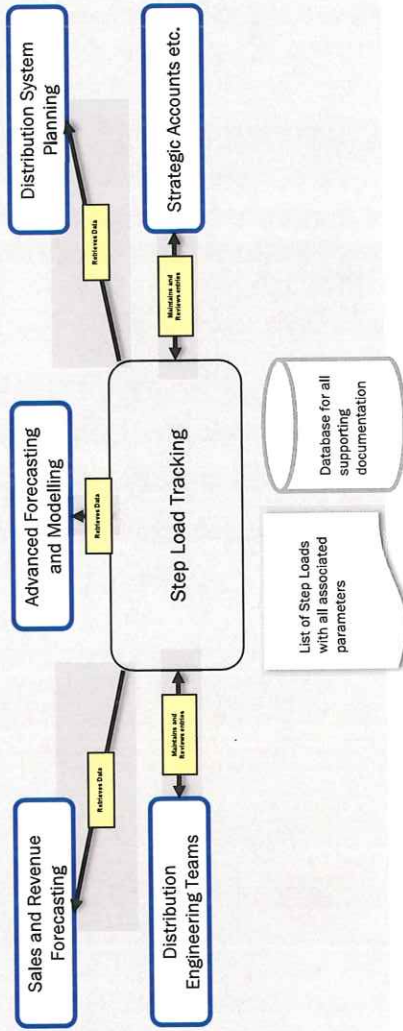 Sales and Revenue
Forecasting
Advanced Forecasting
and Modelling
Distribution System
Planning
Retrieves Data
Retrieves Data
Retrieves Data
Distribution
Engineering Teams
Maintains and
Reviews entries
Step Load Tracking
Maintains and
Reviews entries
Strategic Accounts etc.
List of Step Loads
with all associated
parameters
Database for all
supporting
documentation